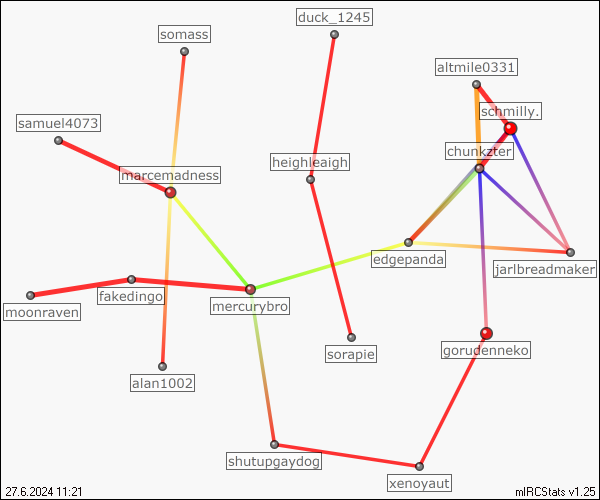 duck_1245
somass
altmile0331
schmilly.
samuel4073
chunkzter
heighleaigh
marcemadness
edgepanda
jarlbreadmaker
fakedingo
mercurybro
moonraven
sorapie
gorudenneko
alan1002
shutupgaydog
xenoyaut
27.6.2024 11:21
mIRCStats v1.25